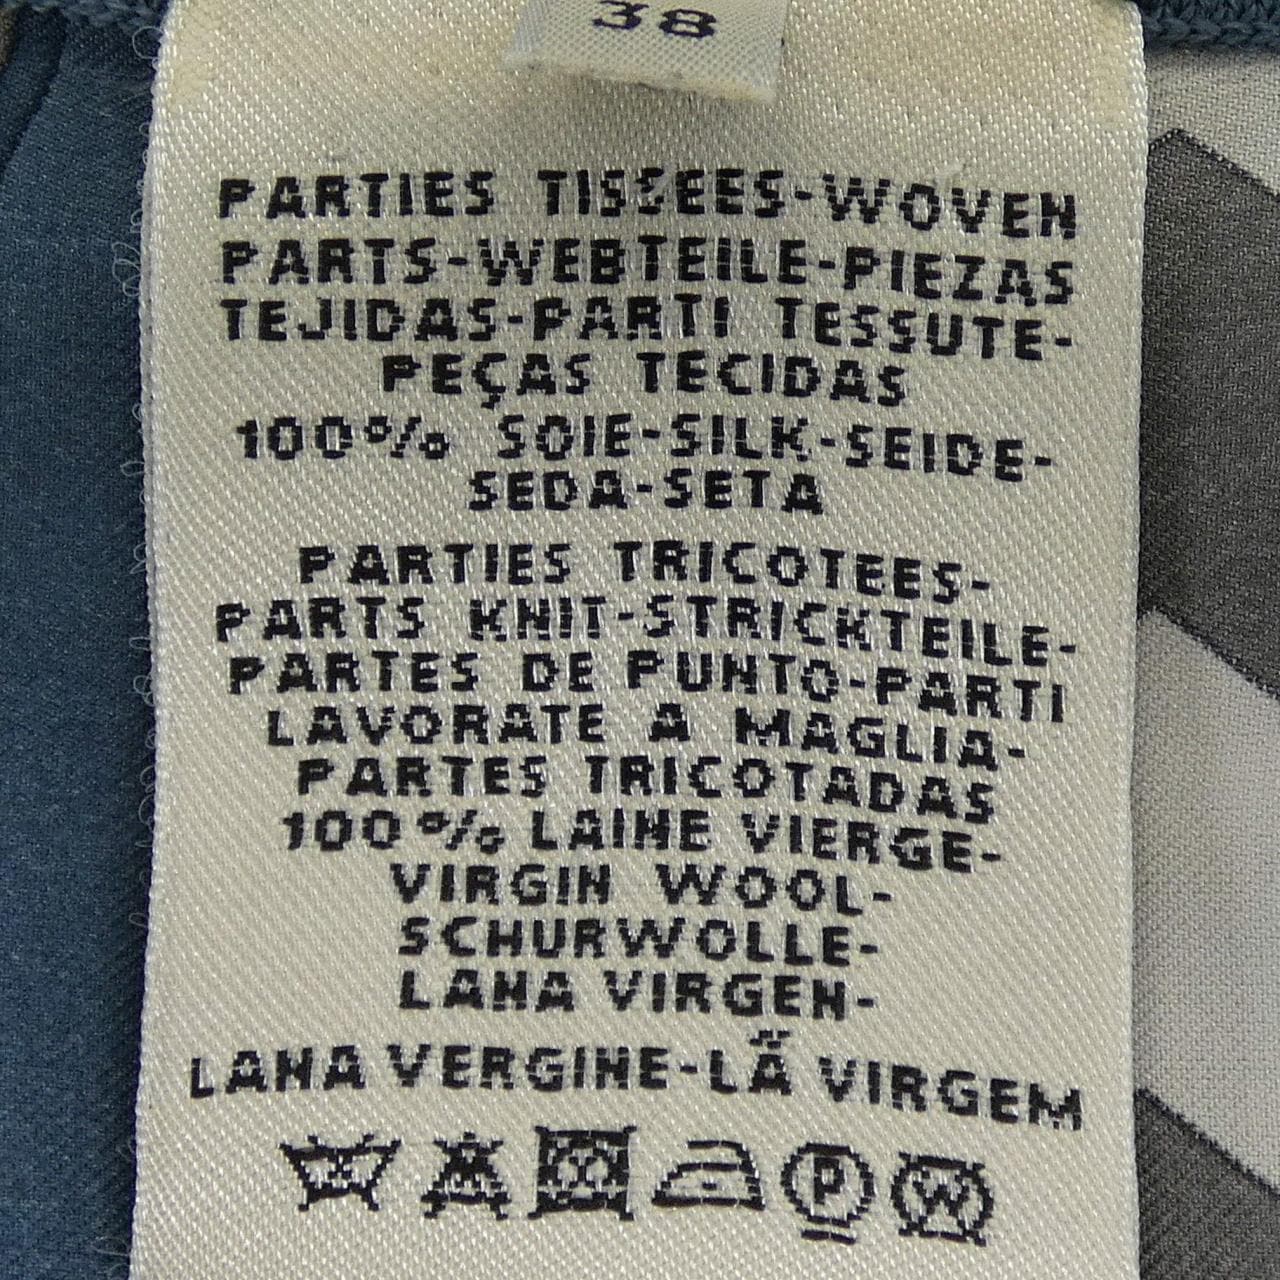 38
PARTIES TISSEES-WOVEN
PARTS-WEBTEILE-PIEZAS
TEJIDAS-PARTI TESSUTE-
PEÇAS TECIDAS
100% SOIE-SILK-SEIDE-
SEDA-SETA
PARTIES TRICOTEES-
PARTS KNIT-STRICKTEILE-
PARTES DE PUNTO-PARTI
LAVORATE A MAGLIA-
PARTES TRICOTADAS
100% LAINE VIERGE-
VIRGIN WOOL-
SCHURWOLLE-
LANA VIRGEN-
LANA VERGINE-LÃ VIRGEM
P W